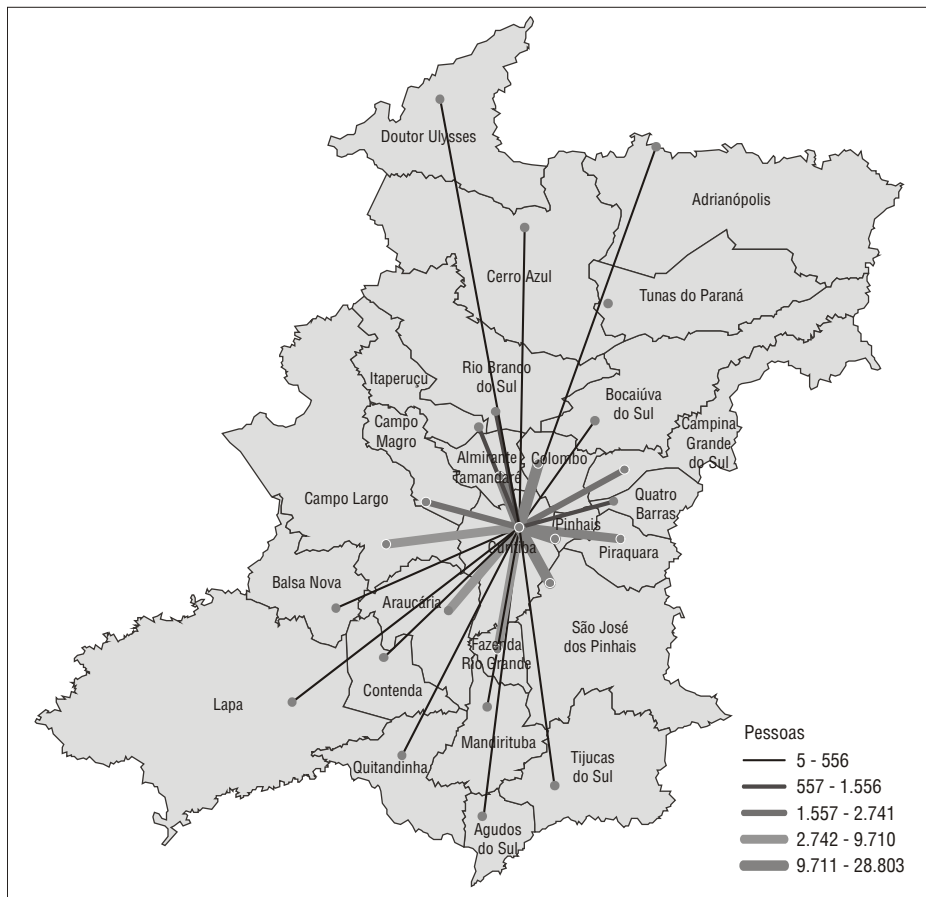 Doutor Ulysses
Adrianópolis
Cerro Azul
Tunas do Paraná
Rio Branco
do Sul
Itaperuçu
Bocaiúva
do Sul
Campo
Magro
Campina
Grande
do Sul
Almirante
Tamandaré
Colombo
Campo Largo
Quatro
Barras
Pinhais
Curitiba
Piraquara
Balsa Nova
Araucária
São José
dos Pinhais
Fazenda
Rio Grande
Contenda
Lapa
Mandirituba
Quitandinha
Tijucas
do Sul
Agudos
do Sul
Pessoas
5 - 556
557 - 1.556
1.557 - 2.741
2.742 - 9.710
9.711 - 28.803